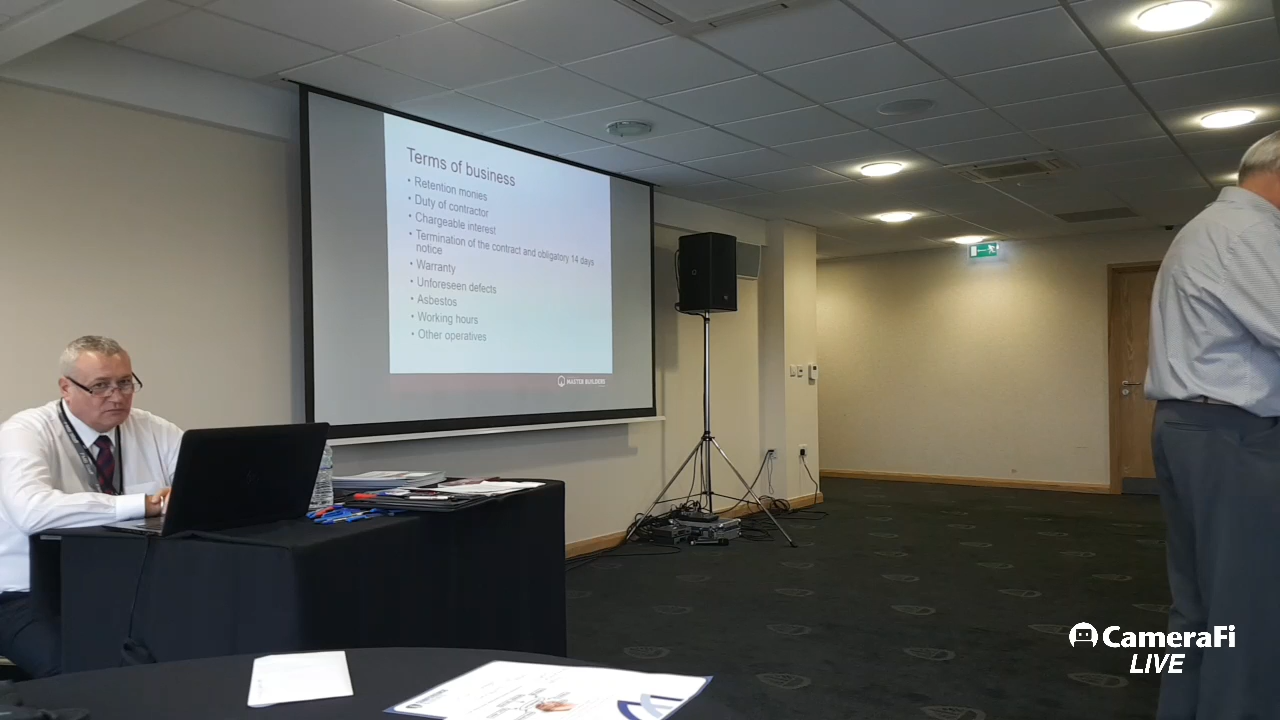 Terms of business
• Retention monies
• Duty of contractor
• Chargeable interest
• Termination of the contract and obligatory 14 days
notice
• Warranty
• Unforeseen defects
• Asbestos
• Working hours
• Other operatives
MASTER BUILDERS
CameraFi
LIVE